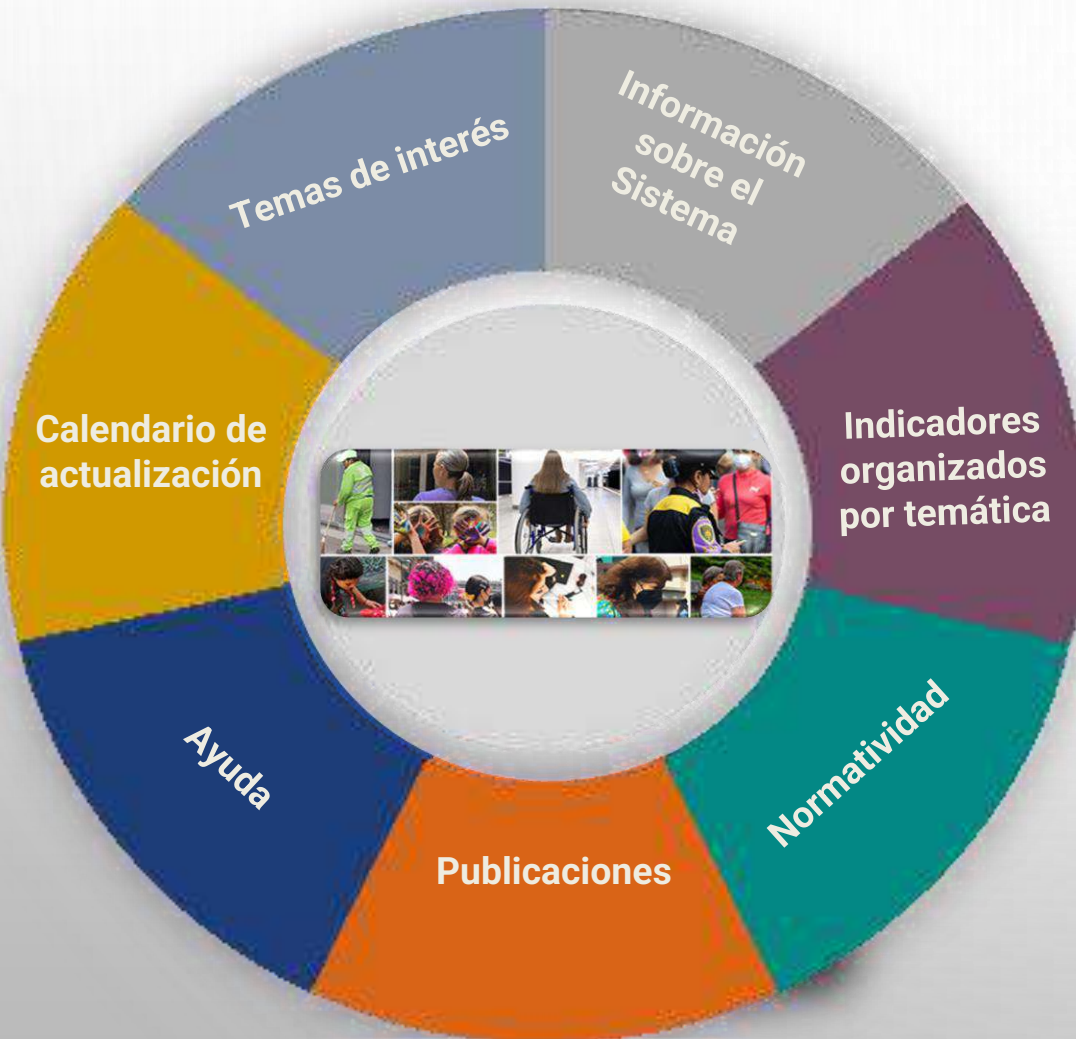 Temas de interés
Información
sobre el
Sistema
Calendario de
actualización
Indicadores
organizados
por temática
Ayuda
Normatividad
Publicaciones